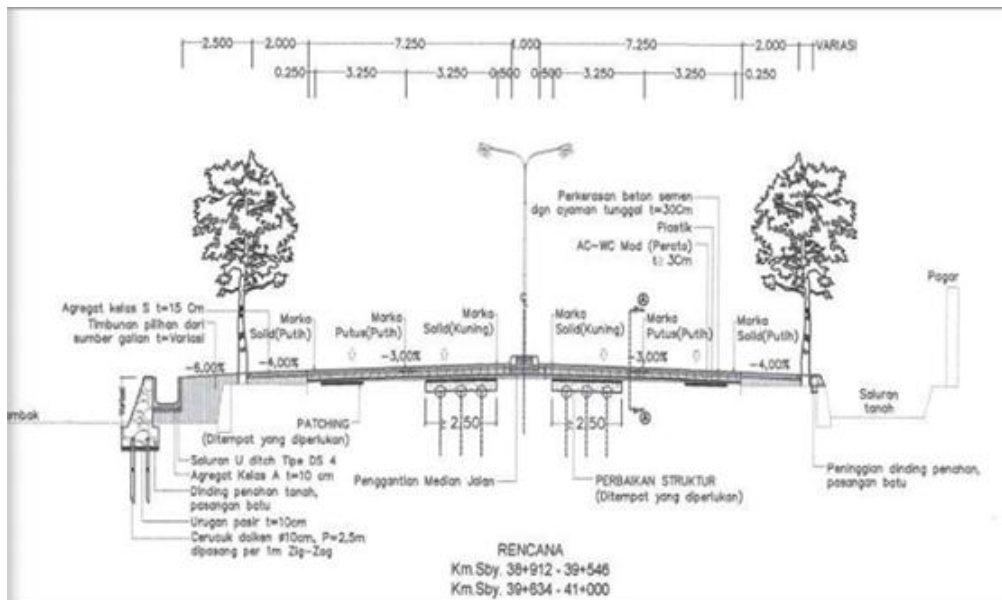 2.500
2.000
7.250
1.000
7.250
2.000
VARIASI
0.250
3.250
3.250
0.500
0.500
3.250
3.250
0.250
Perkerasan beton semen
dgn ayaman tunggal t=30Cm
Plastik
AC-WC Mod (Perata)
t≥ 3Cm
Pagar
Agregat kelas S t=15 Cm
Timbunan pilihan dari
sumber galian t=Variasi
Marka
Solid(Putih)
Marka
Putus(Putih)
Marka
Solid(Kuning)
Marka
Solid(Kuning)
Marka
Putus(Putih)
Marka
Solid(Putih)
-6,00%
-4,00%
-3,00%
-3,00%
-4,00%
A
A
Variasi
ambak
Saluran
tanah
≥ 2,50
≥ 2,50
PATCHING
(Ditempat yang diperlukan)
Saluran U ditch Tipe DS 4
Agregat Kelas A t=10 cm
Dinding penahan tanah,
pasangan batu
Urugan pasir t=10cm
Cerucuk dolken ø10cm, P=2,5m
dipasang per 1m Zig-Zag
Penggantian Median Jalan
PERBAIKAN STRUKTUR
(Ditempat yang diperlukan)
Peninggian dinding penahan,
pasangan batu
RENCANA
Km.Sby. 38+912 - 39+546
Km.Sby. 39+634 - 41+000